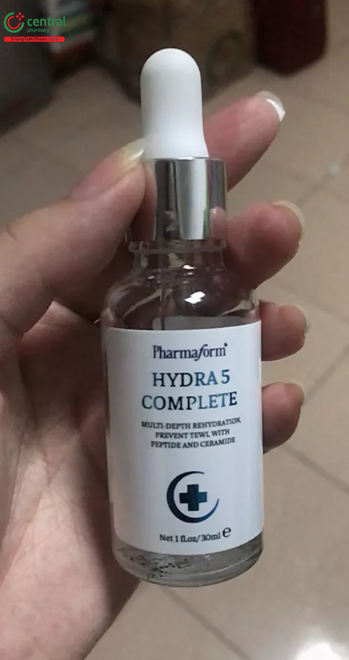 central
pharmacy
Pharmaform
HYDRA 5
COMPLETE
MULTI-DEPTH REHYDRATION,
PREVENT TEWL WITH
PEPTIDE AND CERAMIDE
Net 1 fl.oz/30ml ℮